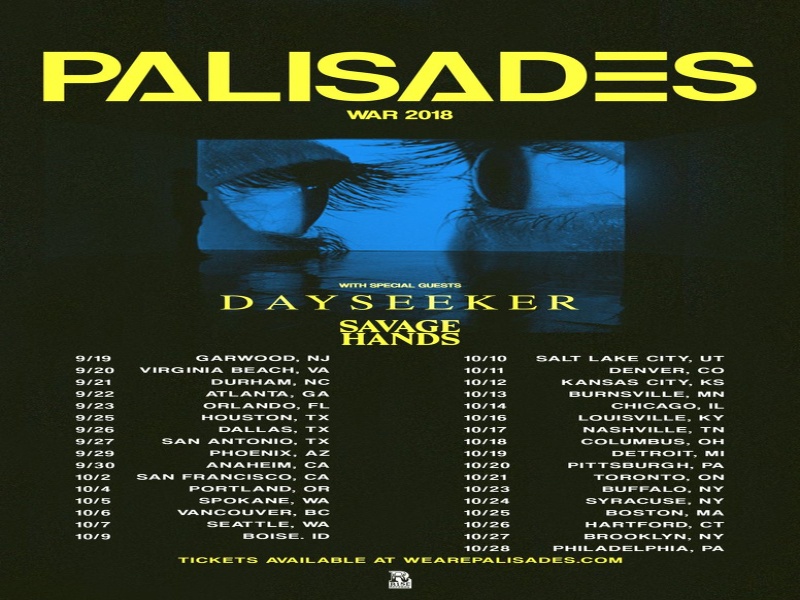 PALISADES
WAR 2018
WITH SPECIAL GUESTS
DAYSEEKER
SAVAGE
HANDS
9/19 GARWOOD, NJ
9/20 VIRGINIA BEACH, VA
9/21 DURHAM, NC
9/22 ATLANTA, GA
9/23 ORLANDO, FL
9/25 HOUSTON, TX
9/26 DALLAS, TX
9/27 SAN ANTONIO, TX
9/29 PHOENIX, AZ
9/30 ANAHEIM, CA
10/2 SAN FRANCISCO, CA
10/4 PORTLAND, OR
10/5 SPOKANE, WA
10/6 VANCOUVER, BC
10/7 SEATTLE, WA
10/9 BOISE. ID
10/10 SALT LAKE CITY, UT
10/11 DENVER, CO
10/12 KANSAS CITY, KS
10/13 BURNSVILLE, MN
10/14 CHICAGO, IL
10/16 LOUISVILLE, KY
10/17 NASHVILLE, TN
10/18 COLUMBUS, OH
10/19 DETROIT, MI
10/20 PITTSBURGH, PA
10/21 TORONTO, ON
10/23 BUFFALO, NY
10/24 SYRACUSE, NY
10/25 BOSTON, MA
10/26 HARTFORD, CT
10/27 BROOKLYN, NY
10/28 PHILADELPHIA, PA
TICKETS AVAILABLE AT WEAREPALISADES.COM
R
RISE